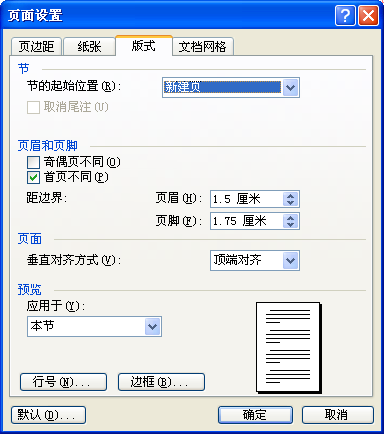 页面设置
页边距 纸张 版式 文档网格
节
节的起始位置(R): 新建页
取消尾注(U)
页眉和页脚
奇偶页不同(O)
首页不同(P)
距边界: 页眉(H): 1.5 厘米
页脚(F): 1.75 厘米
页面
垂直对齐方式(V): 顶端对齐
预览
应用于(Y):
本节
行号(N)... 边框(B)...
默认(D)... 确定 取消